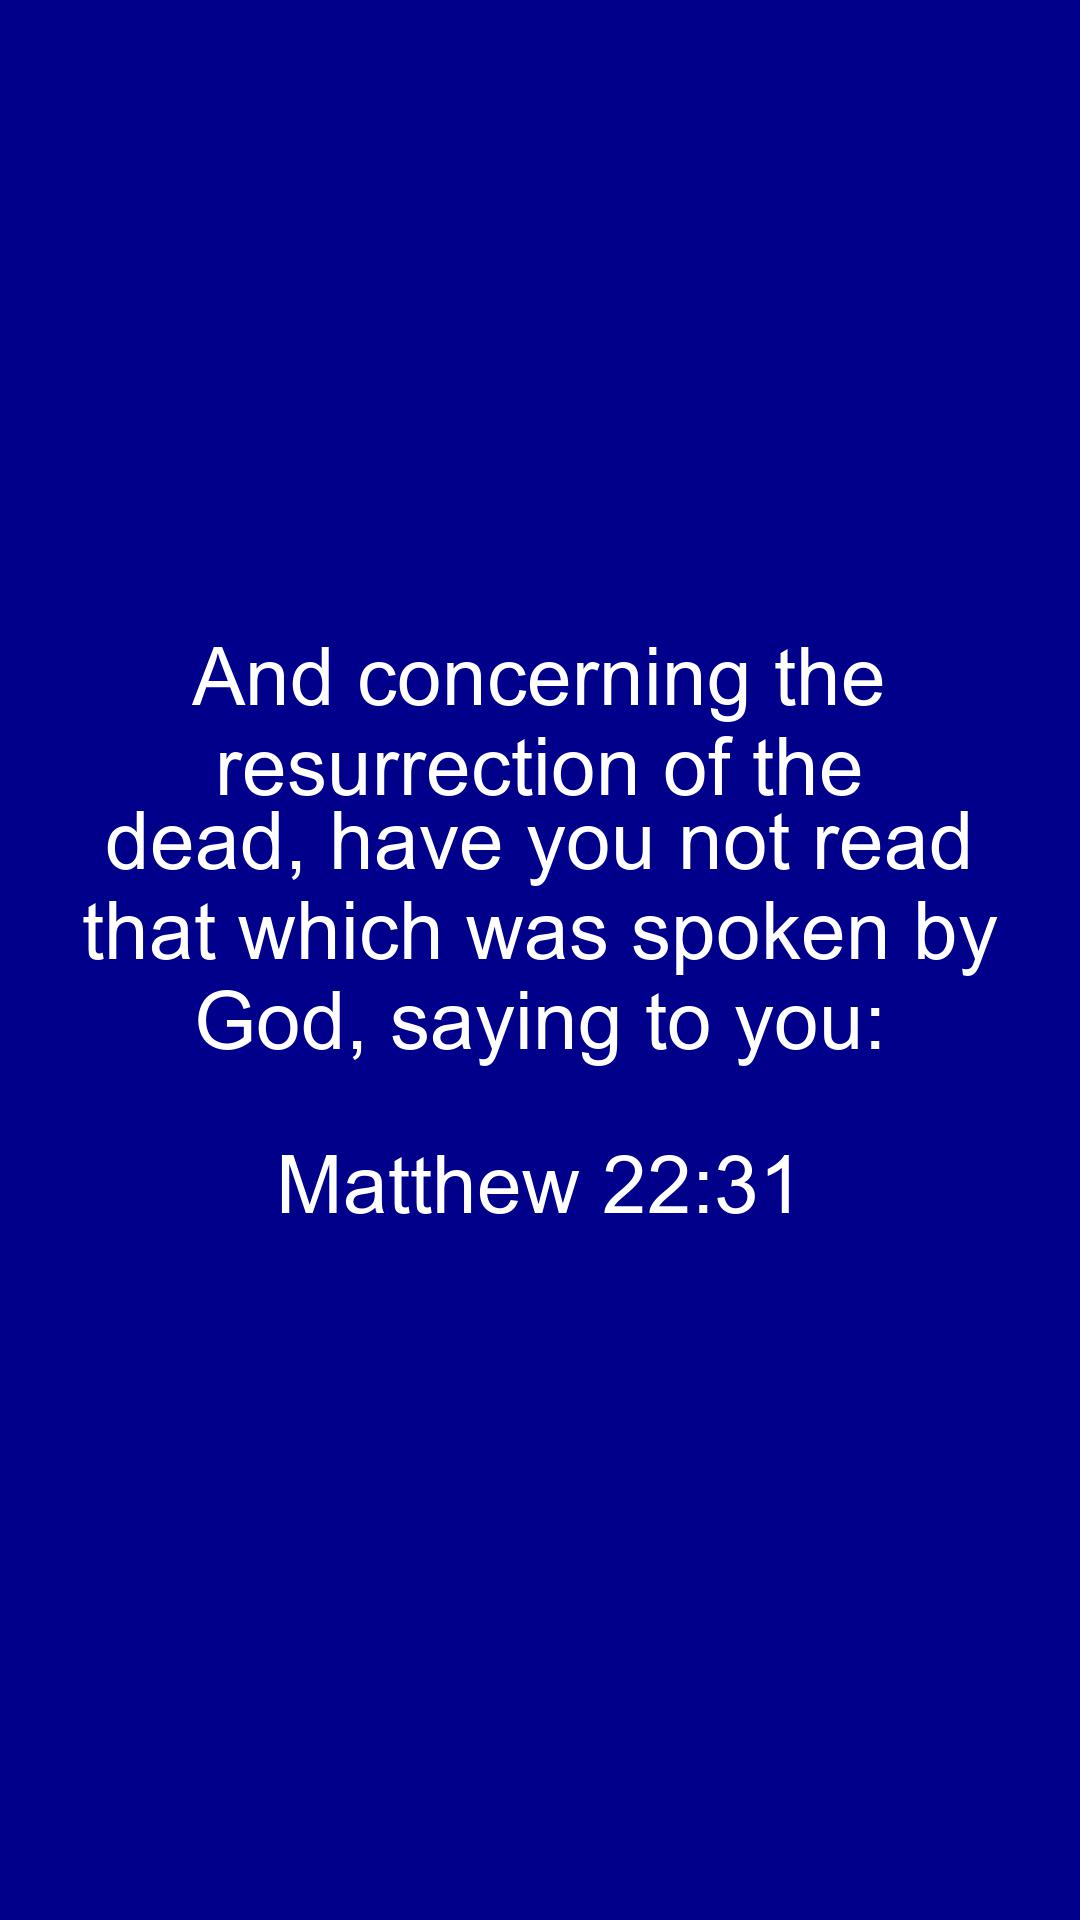 And concerning the
resurrection of the
dead, have you not read
that which was spoken by
God, saying to you:
Matthew 22:31